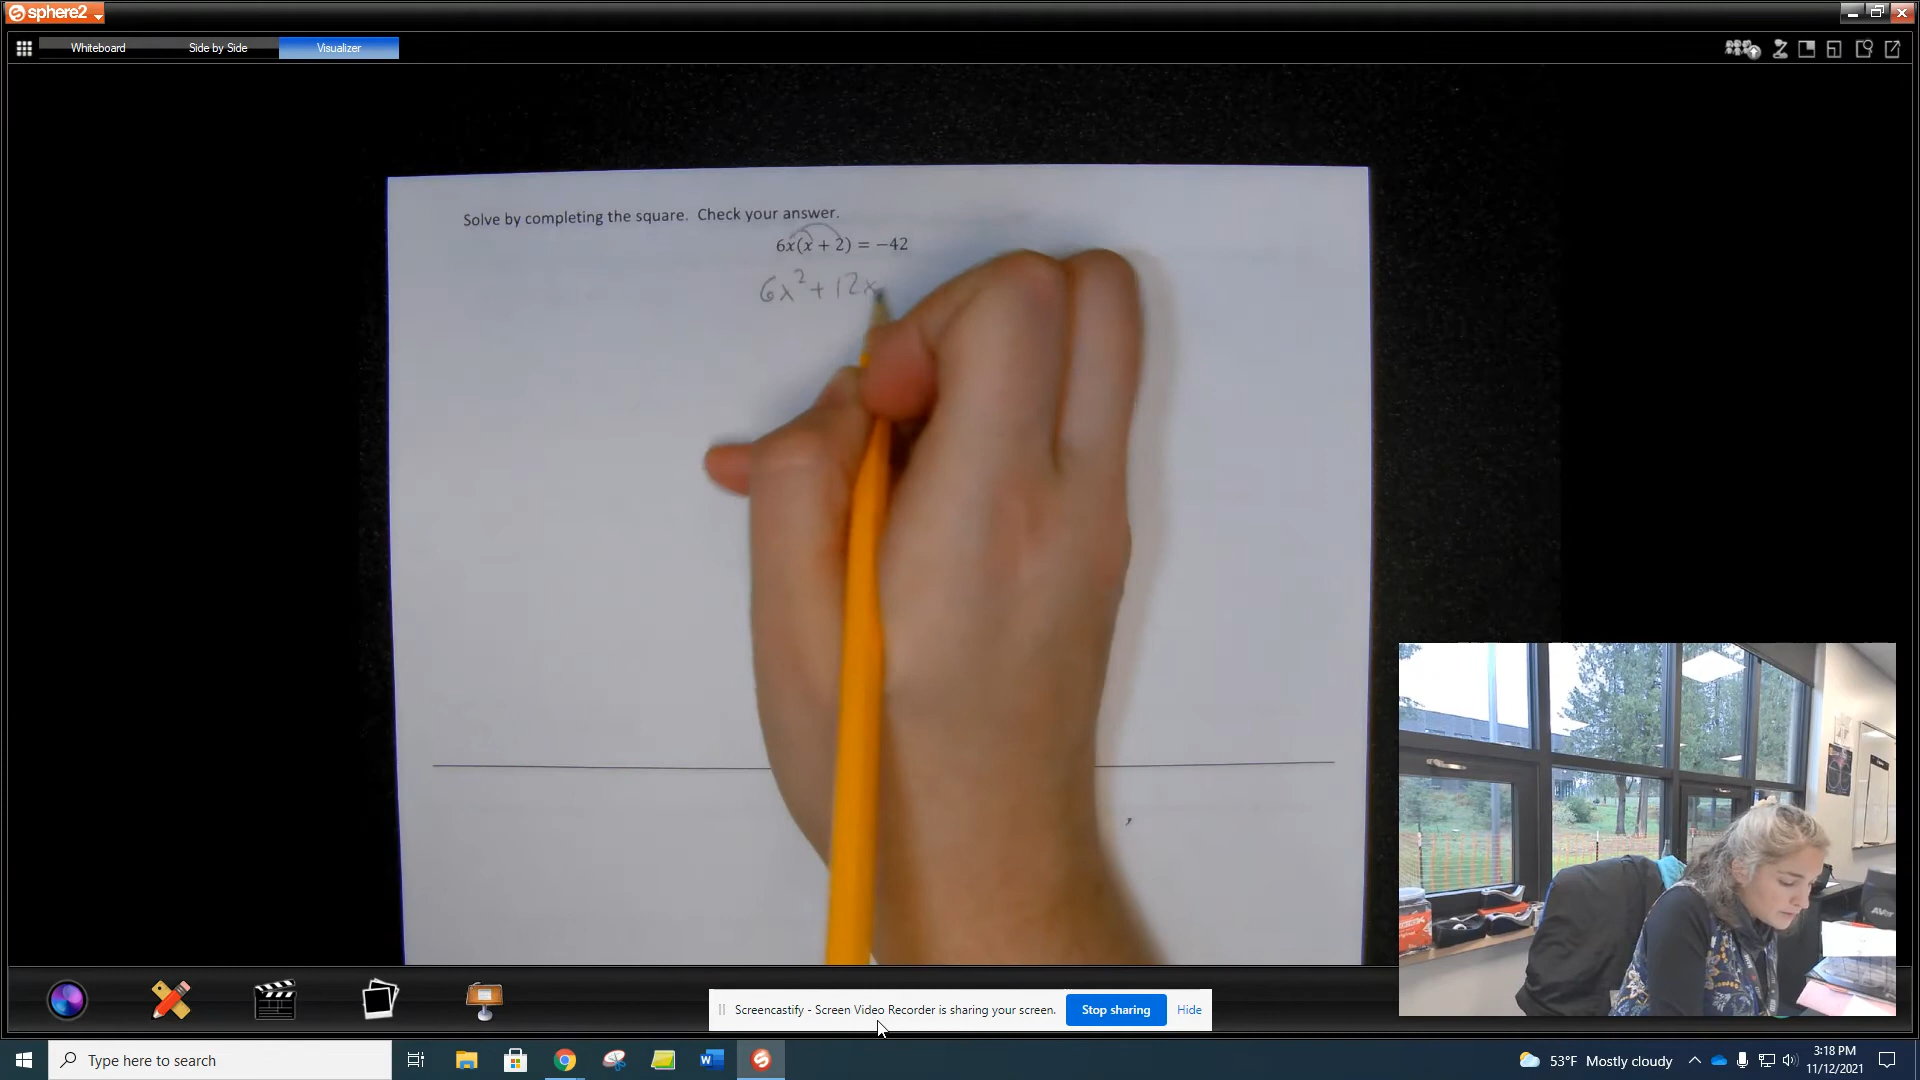 sphere2
Whiteboard Side by Side Visualizer
Solve by completing the square. Check your answer.
6x(x + 2) = −42
6x² + 12x
AVer
Screencastify - Screen Video Recorder is sharing your screen. Stop sharing Hide
Type here to search
53°F Mostly cloudy
3:18 PM
11/12/2021